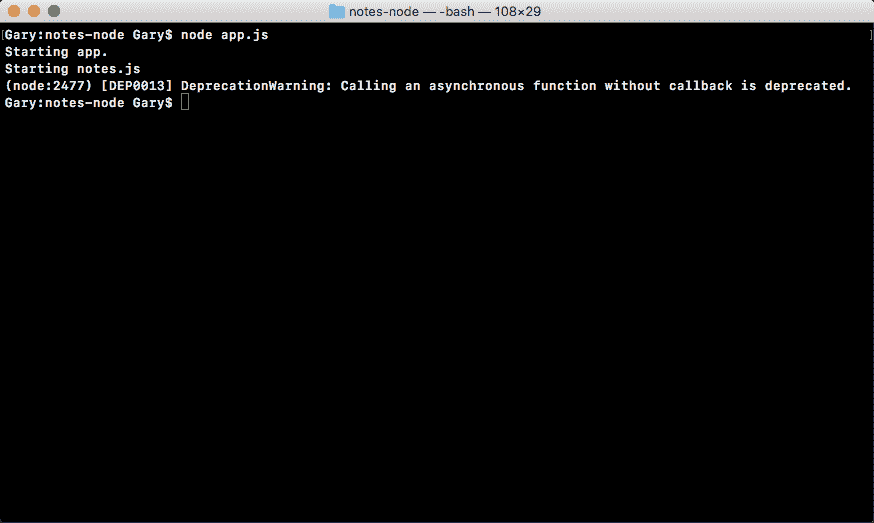 notes-node — -bash — 108×29
[Gary:notes-node Gary$ node app.js ]
Starting app.
Starting notes.js
(node:2477) [DEP0013] DeprecationWarning: Calling an asynchronous function without callback is deprecated.
Gary:notes-node Gary$